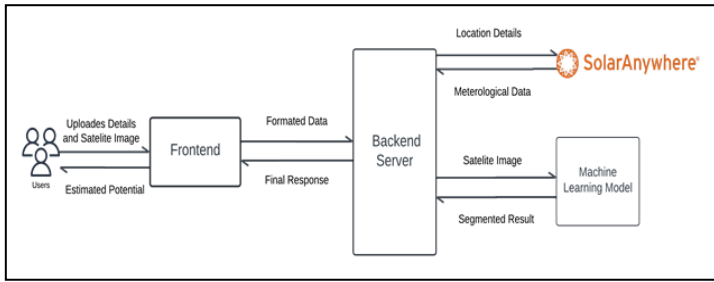 Location Details
SolarAnywhere®
Meterological Data
Uploades Details
and Satelite Image
Formated Data
Users
Frontend
Backend
Server
Estimated Potential
Final Response
Satelite Image
Machine
Learning Model
Segmented Result